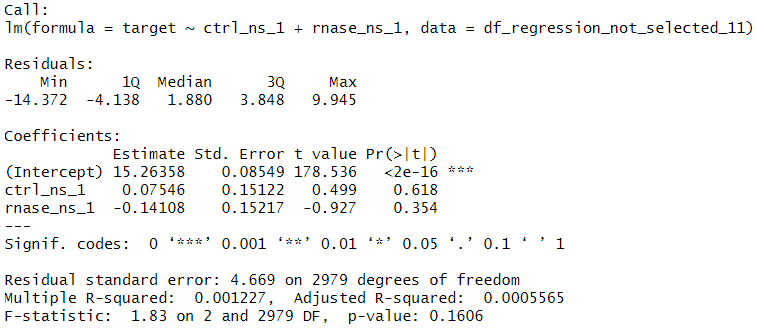 Call:
lm(formula = target ~ ctrl_ns_1 + rnase_ns_1, data = df_regression_not_selected_11)
Residuals:
    Min      1Q  Median      3Q     Max
-14.372  -4.138   1.880   3.848   9.945
Coefficients:
            Estimate Std. Error t value Pr(>|t|)
(Intercept) 15.26358    0.08549 178.536   <2e-16 ***
ctrl_ns_1    0.07546    0.15122   0.499    0.618
rnase_ns_1  -0.14108    0.15217  -0.927    0.354
---
Signif. codes:  0 ‘***’ 0.001 ‘**’ 0.01 ‘*’ 0.05 ‘.’ 0.1 ‘ ’ 1
Residual standard error: 4.669 on 2979 degrees of freedom
Multiple R-squared:  0.001227,  Adjusted R-squared:  0.0005565
F-statistic:  1.83 on 2 and 2979 DF,  p-value: 0.1606